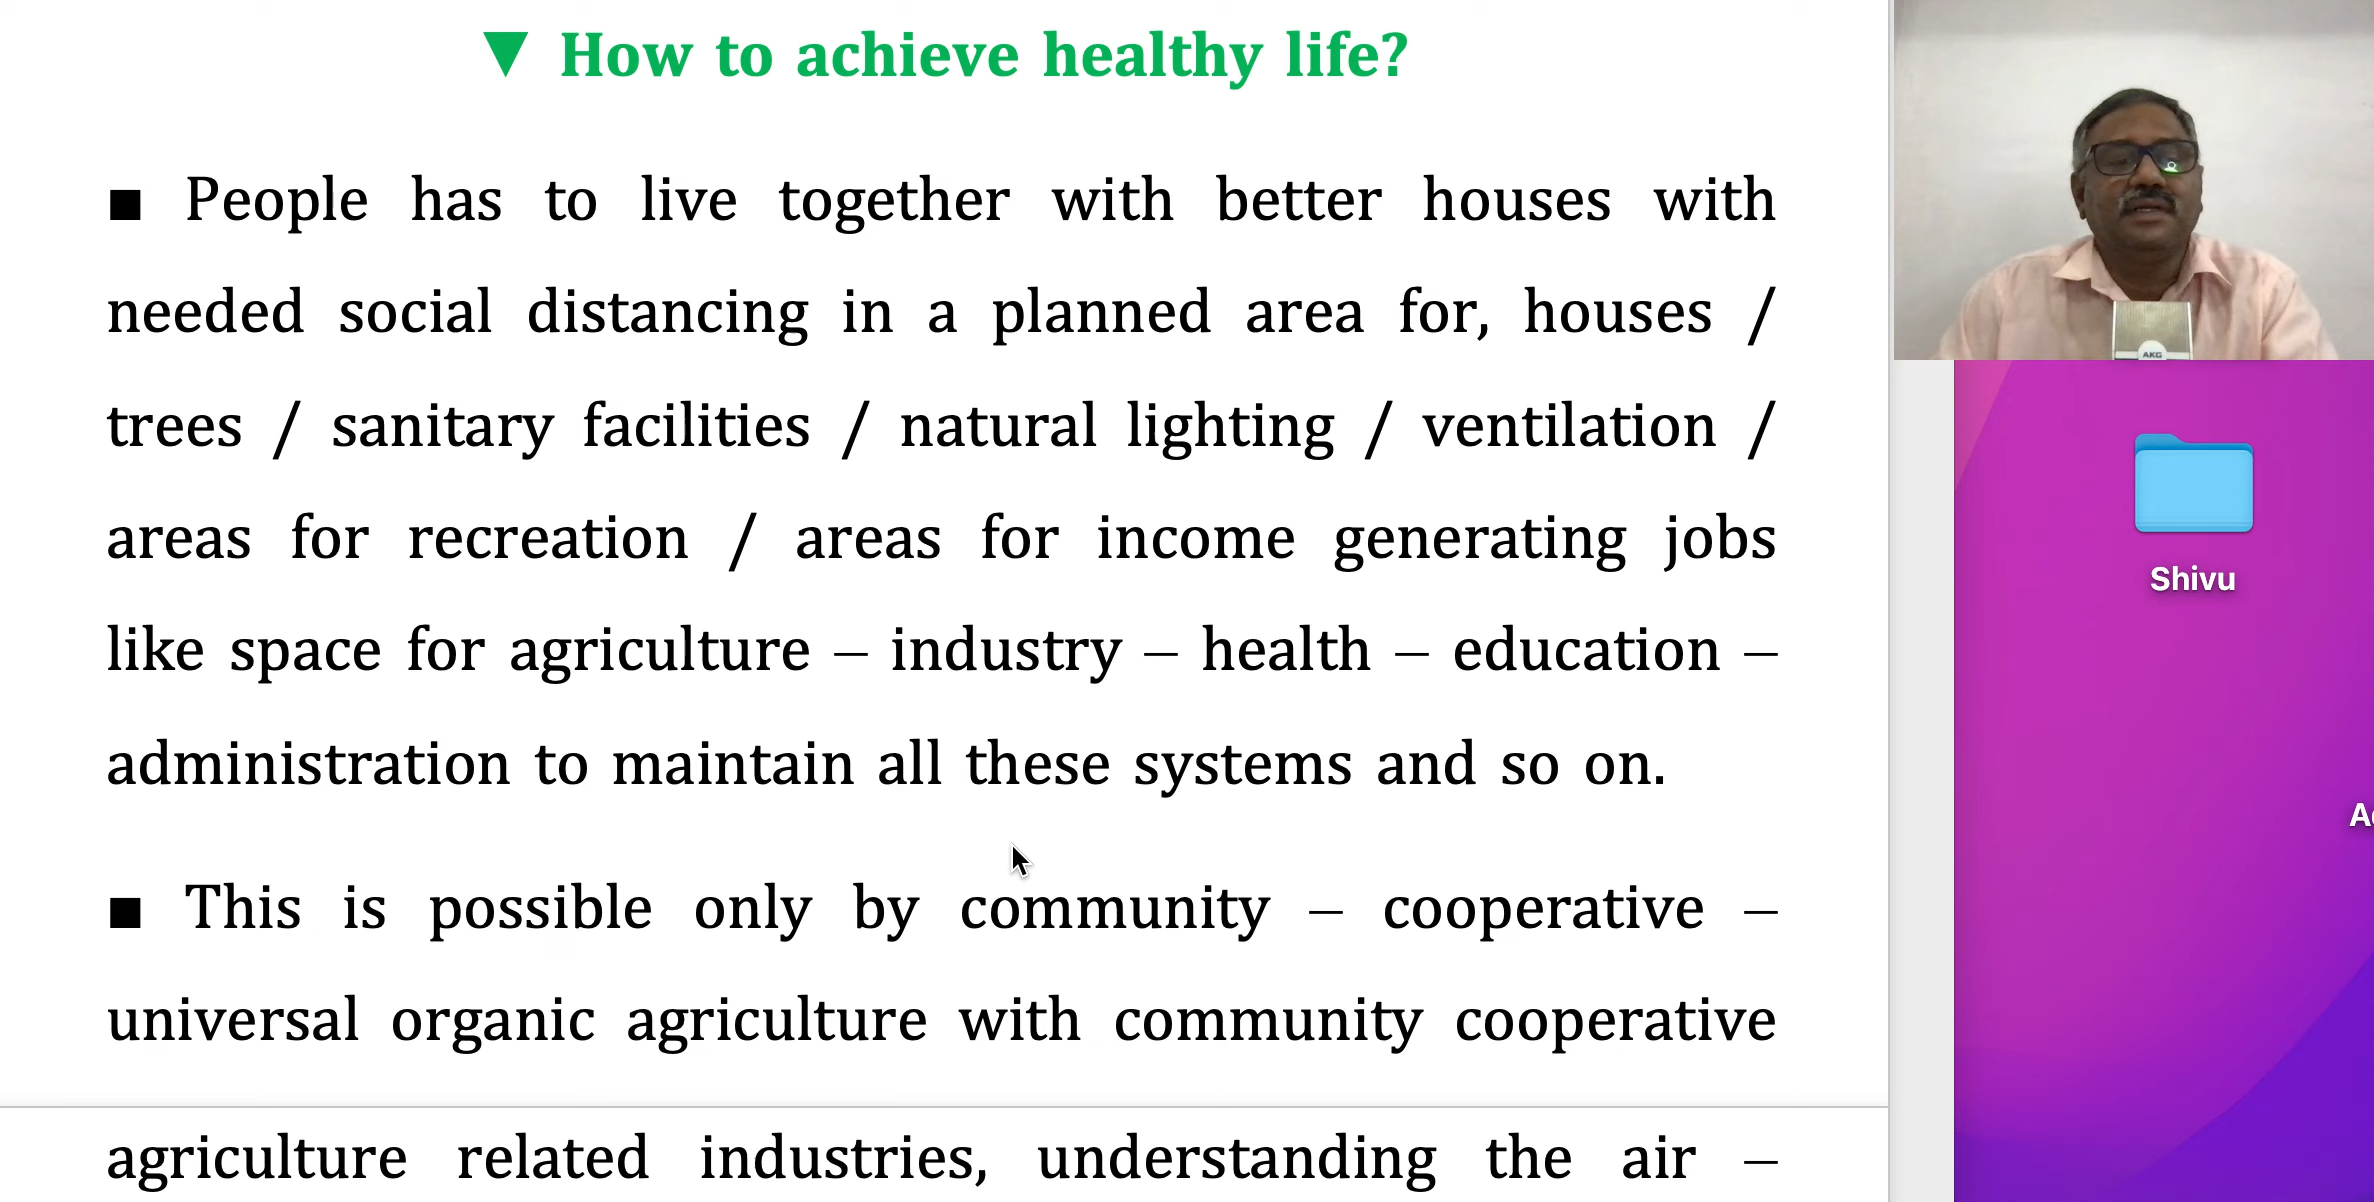 ▼ How to achieve healthy life?
■ People has to live together with better houses with
needed social distancing in a planned area for, houses /
trees / sanitary facilities / natural lighting / ventilation /
areas for recreation / areas for income generating jobs
like space for agriculture – industry – health – education –
administration to maintain all these systems and so on.
■ This is possible only by community – cooperative –
universal organic agriculture with community cooperative
agriculture related industries, understanding the air –
AKG
Shivu